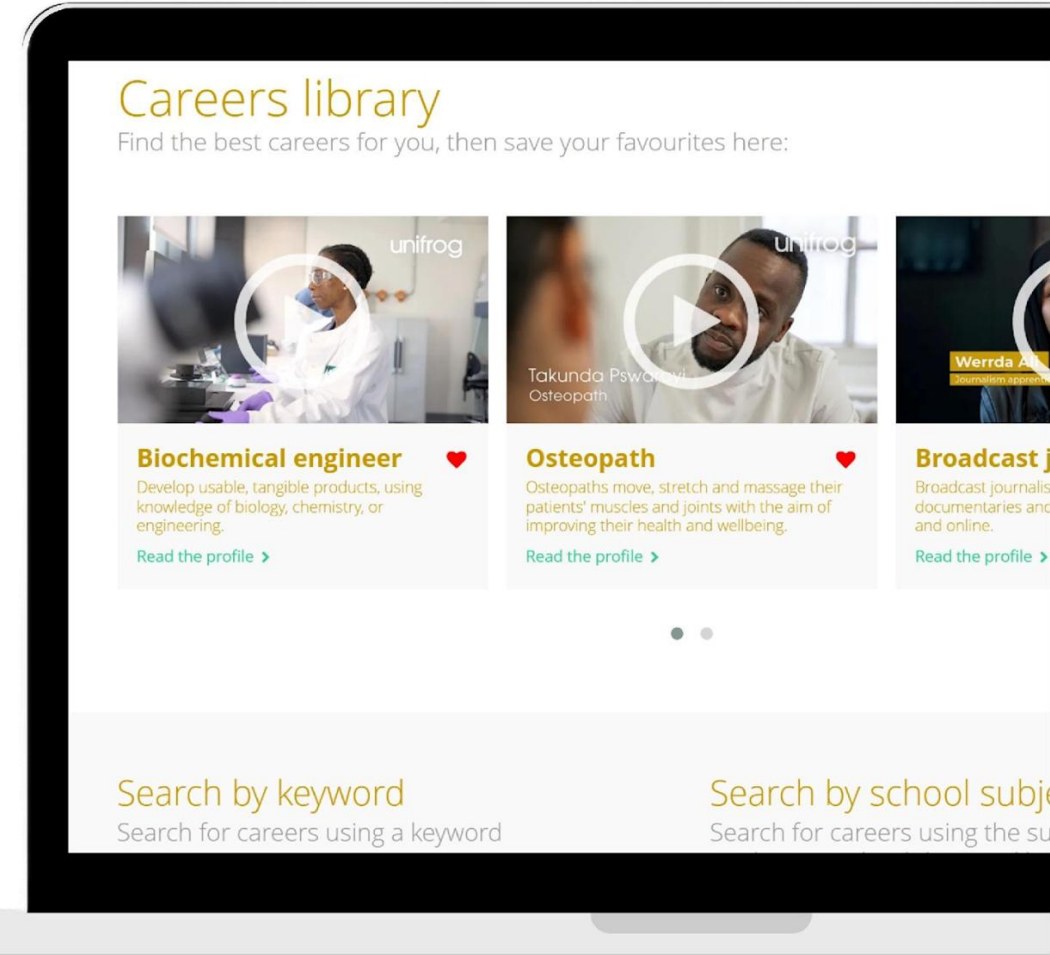 Careers library
Find the best careers for you, then save your favourites here:
unifrog
unifrog
Takunda Pswarayi
Osteopath
Werrda Ali
Journalism
Biochemical engineer
Develop usable, tangible products, using
knowledge of biology, chemistry, or
engineering.
Read the profile
Osteopath
Osteopaths move, stretch and massage their
patients' muscles and joints with the aim of
improving their health and wellbeing.
Read the profile
Broadcast
Broadcast
documentaries
and online.
Read the profile
Search by keyword
Search for careers using a keyword
Search by school
Search for careers using the